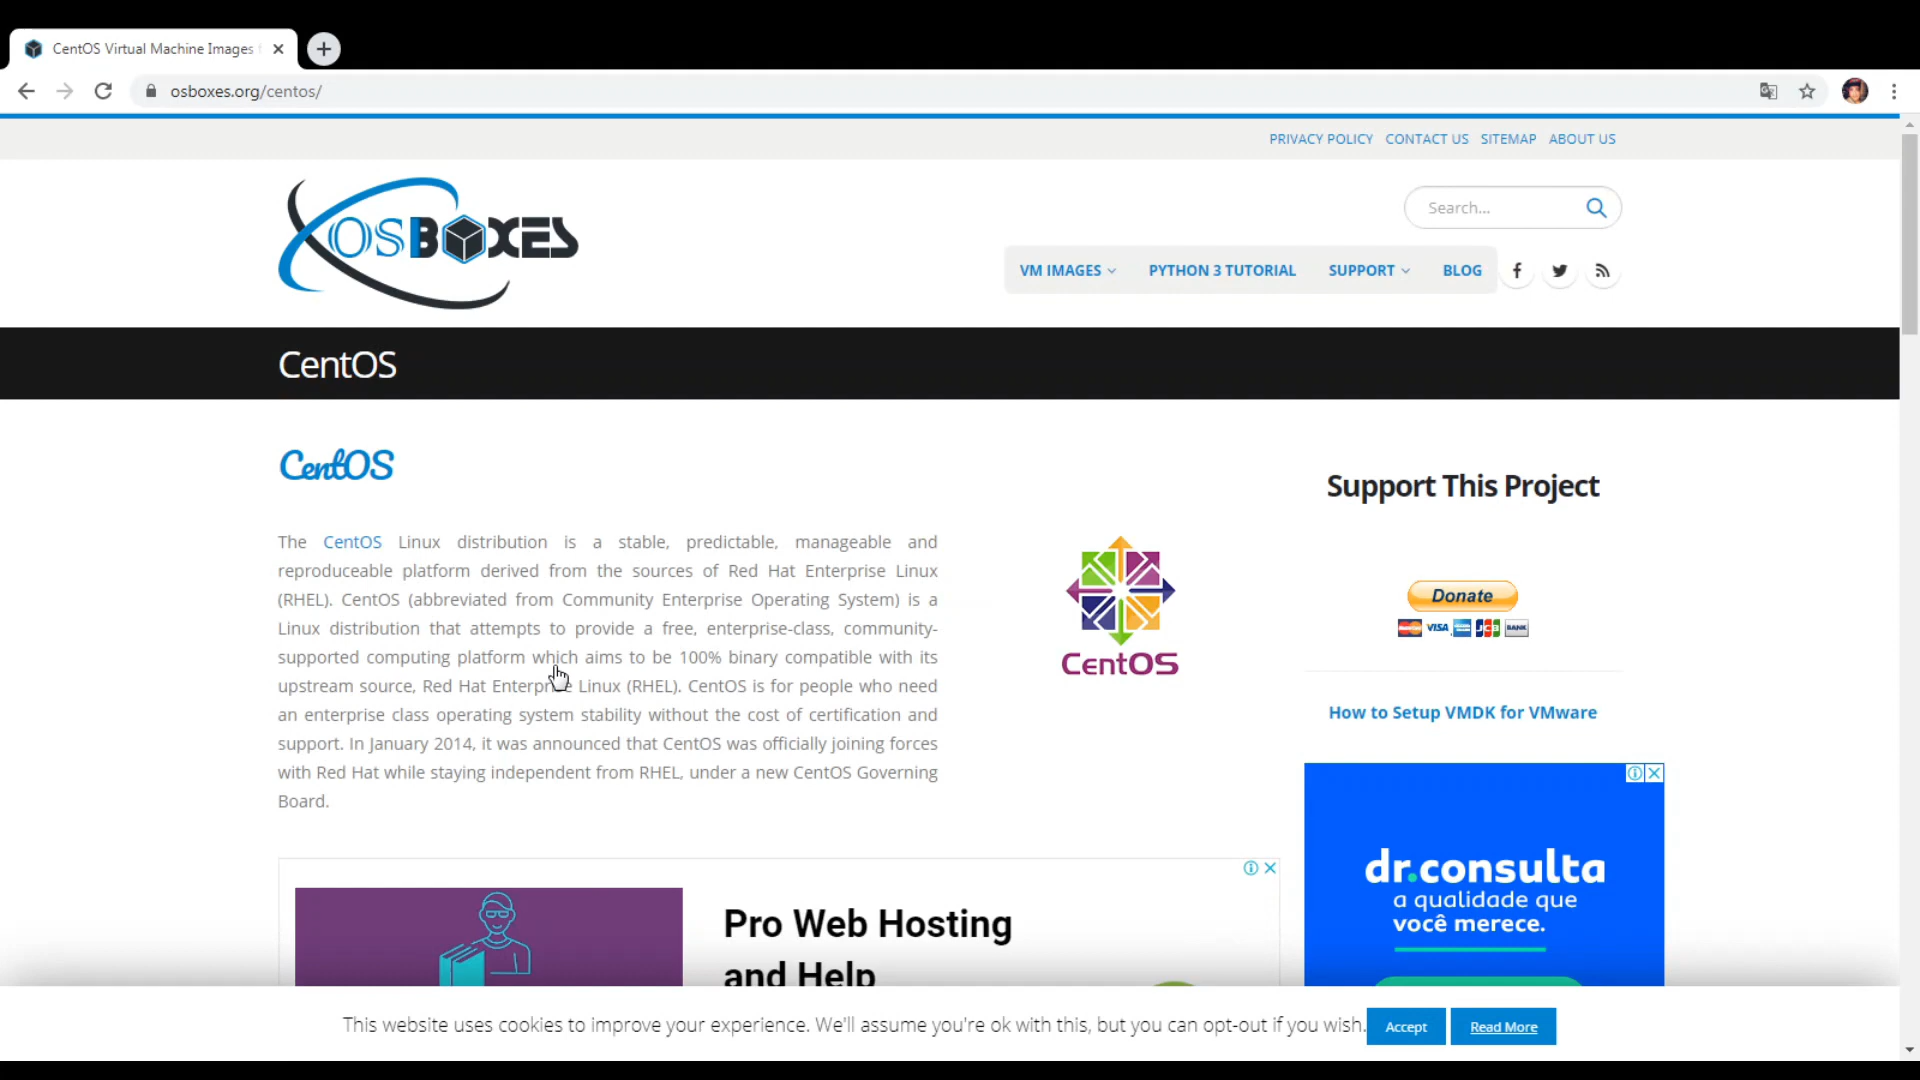 CentOS Virtual Machine Images
osboxes.org/centos/
PRIVACY POLICY CONTACT US SITEMAP ABOUT US
OSBOXES
Search...
VM IMAGES PYTHON 3 TUTORIAL SUPPORT BLOG
CentOS
CentOS
The CentOS Linux distribution is a stable, predictable, manageable and
reproduceable platform derived from the sources of Red Hat Enterprise Linux
(RHEL). CentOS (abbreviated from Community Enterprise Operating System) is a
Linux distribution that attempts to provide a free, enterprise-class, community-
supported computing platform which aims to be 100% binary compatible with its
upstream source, Red Hat Enterprise Linux (RHEL). CentOS is for people who need
an enterprise class operating system stability without the cost of certification and
support. In January 2014, it was announced that CentOS was officially joining forces
with Red Hat while staying independent from RHEL, under a new CentOS Governing
Board.
CentOS
Support This Project
Donate
VISA JCB BANK
How to Setup VMDK for VMware
dr.consulta
a qualidade que
você merece.
Pro Web Hosting
and Help
This website uses cookies to improve your experience. We'll assume you're ok with this, but you can opt-out if you wish.
Accept Read More